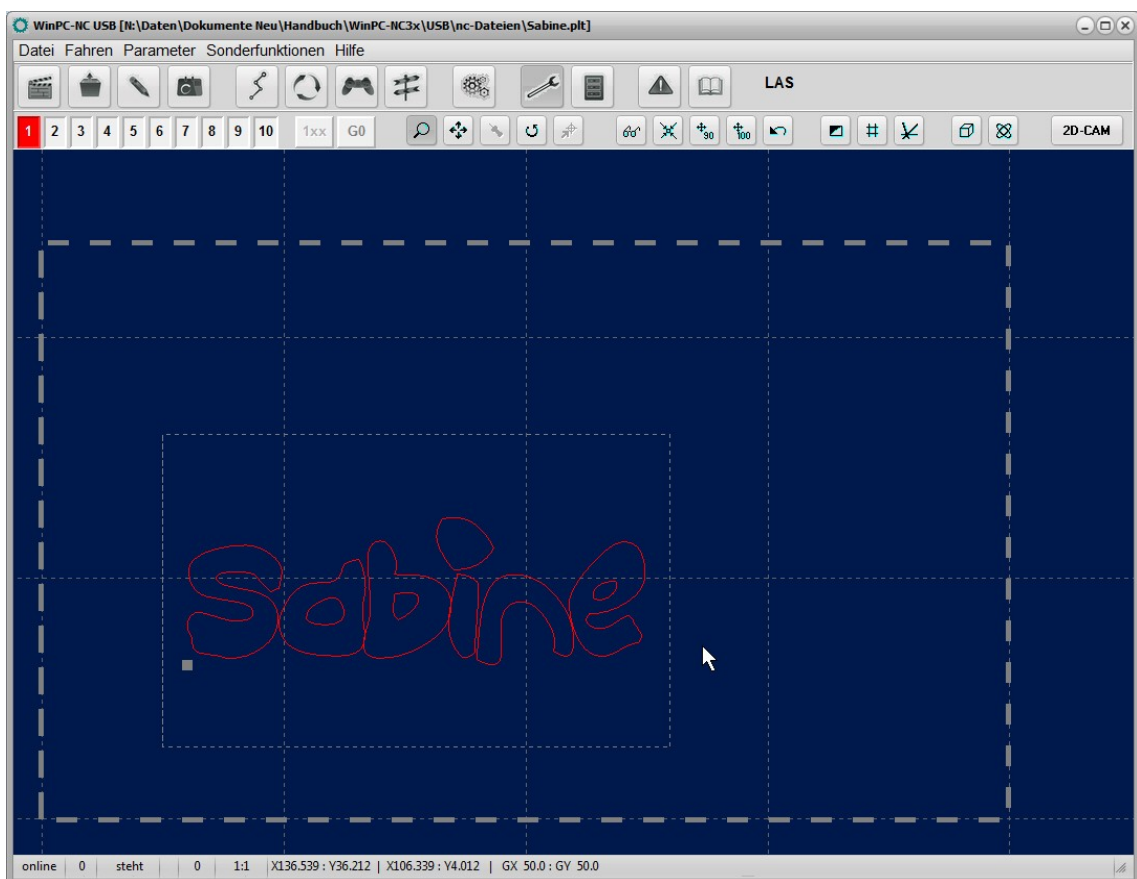 WinPC-NC USB [N:\Daten\Dokumente Neu\Handbuch\WinPC-NC3x\USB\nc-Dateien\Sabine.plt]
Datei Fahren Parameter Sonderfunktionen Hilfe
LAS
1 2 3 4 5 6 7 8 9 10 1xx G0 90 100 2D-CAM
Sabine
online 0 steht 0 1:1 X136.539 : Y36.212 | X106.339 : Y4.012 | GX 50.0 : GY 50.0